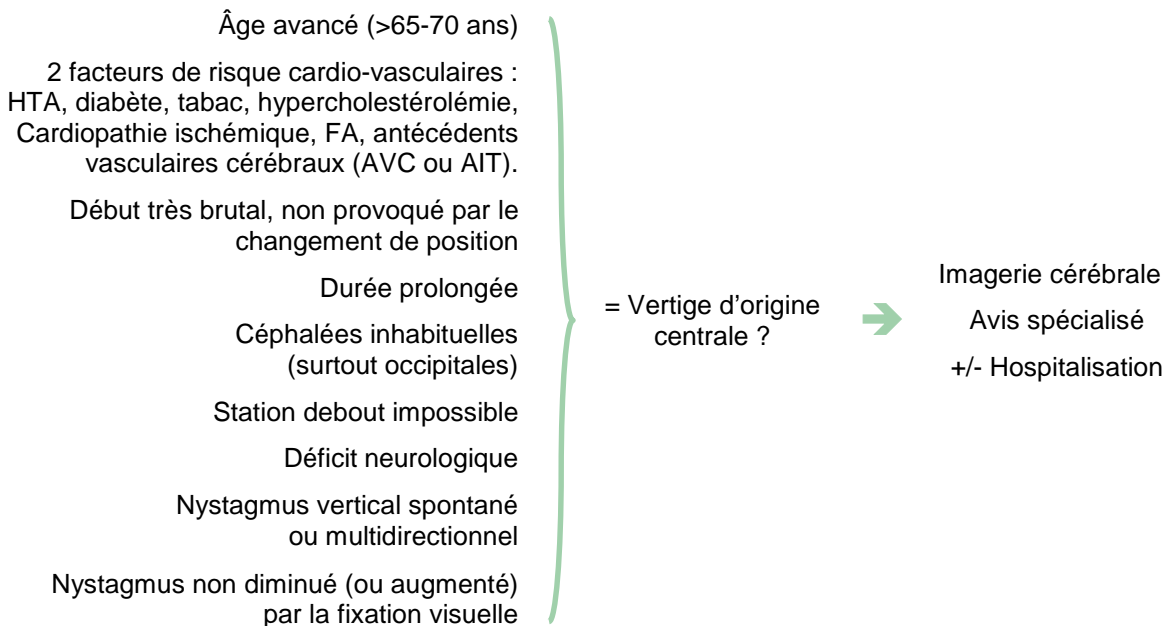 Âge avancé (>65-70 ans)
2 facteurs de risque cardio-vasculaires :
HTA, diabète, tabac, hypercholestérolémie,
Cardiopathie ischémique, FA, antécédents
vasculaires cérébraux (AVC ou AIT).
Début très brutal, non provoqué par le
changement de position
Durée prolongée
Céphalées inhabituelles
(surtout occipitales)
Station debout impossible
Déficit neurologique
Nystagmus vertical spontané
ou multidirectionnel
Nystagmus non diminué (ou augmenté)
par la fixation visuelle
= Vertige d’origine
centrale ?
Imagerie cérébrale
Avis spécialisé
+/- Hospitalisation